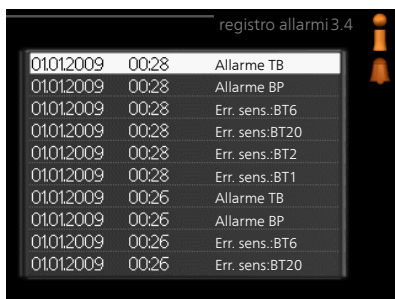 registro allarmi 3.4
01.01.2009 00:28 Allarme TB
01.01.2009 00:28 Allarme BP
01.01.2009 00:28 Err. sens.:BT6
01.01.2009 00:28 Err. sens.:BT20
01.01.2009 00:28 Err. sens.:BT2
01.01.2009 00:28 Err. sens.:BT1
01.01.2009 00:26 Allarme TB
01.01.2009 00:26 Allarme BP
01.01.2009 00:26 Err. sens.:BT6
01.01.2009 00:26 Err. sens:BT20